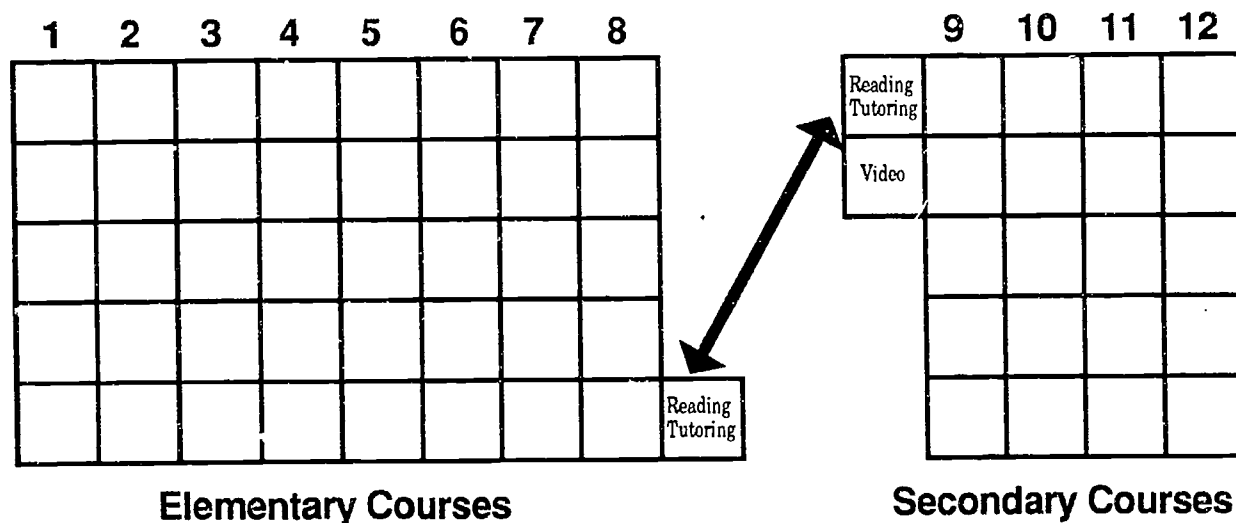 1 2 3 4 5 6 7 8
9 10 11 12
Reading
Tutoring
Video
Reading
Tutoring
Elementary Courses
Secondary Courses